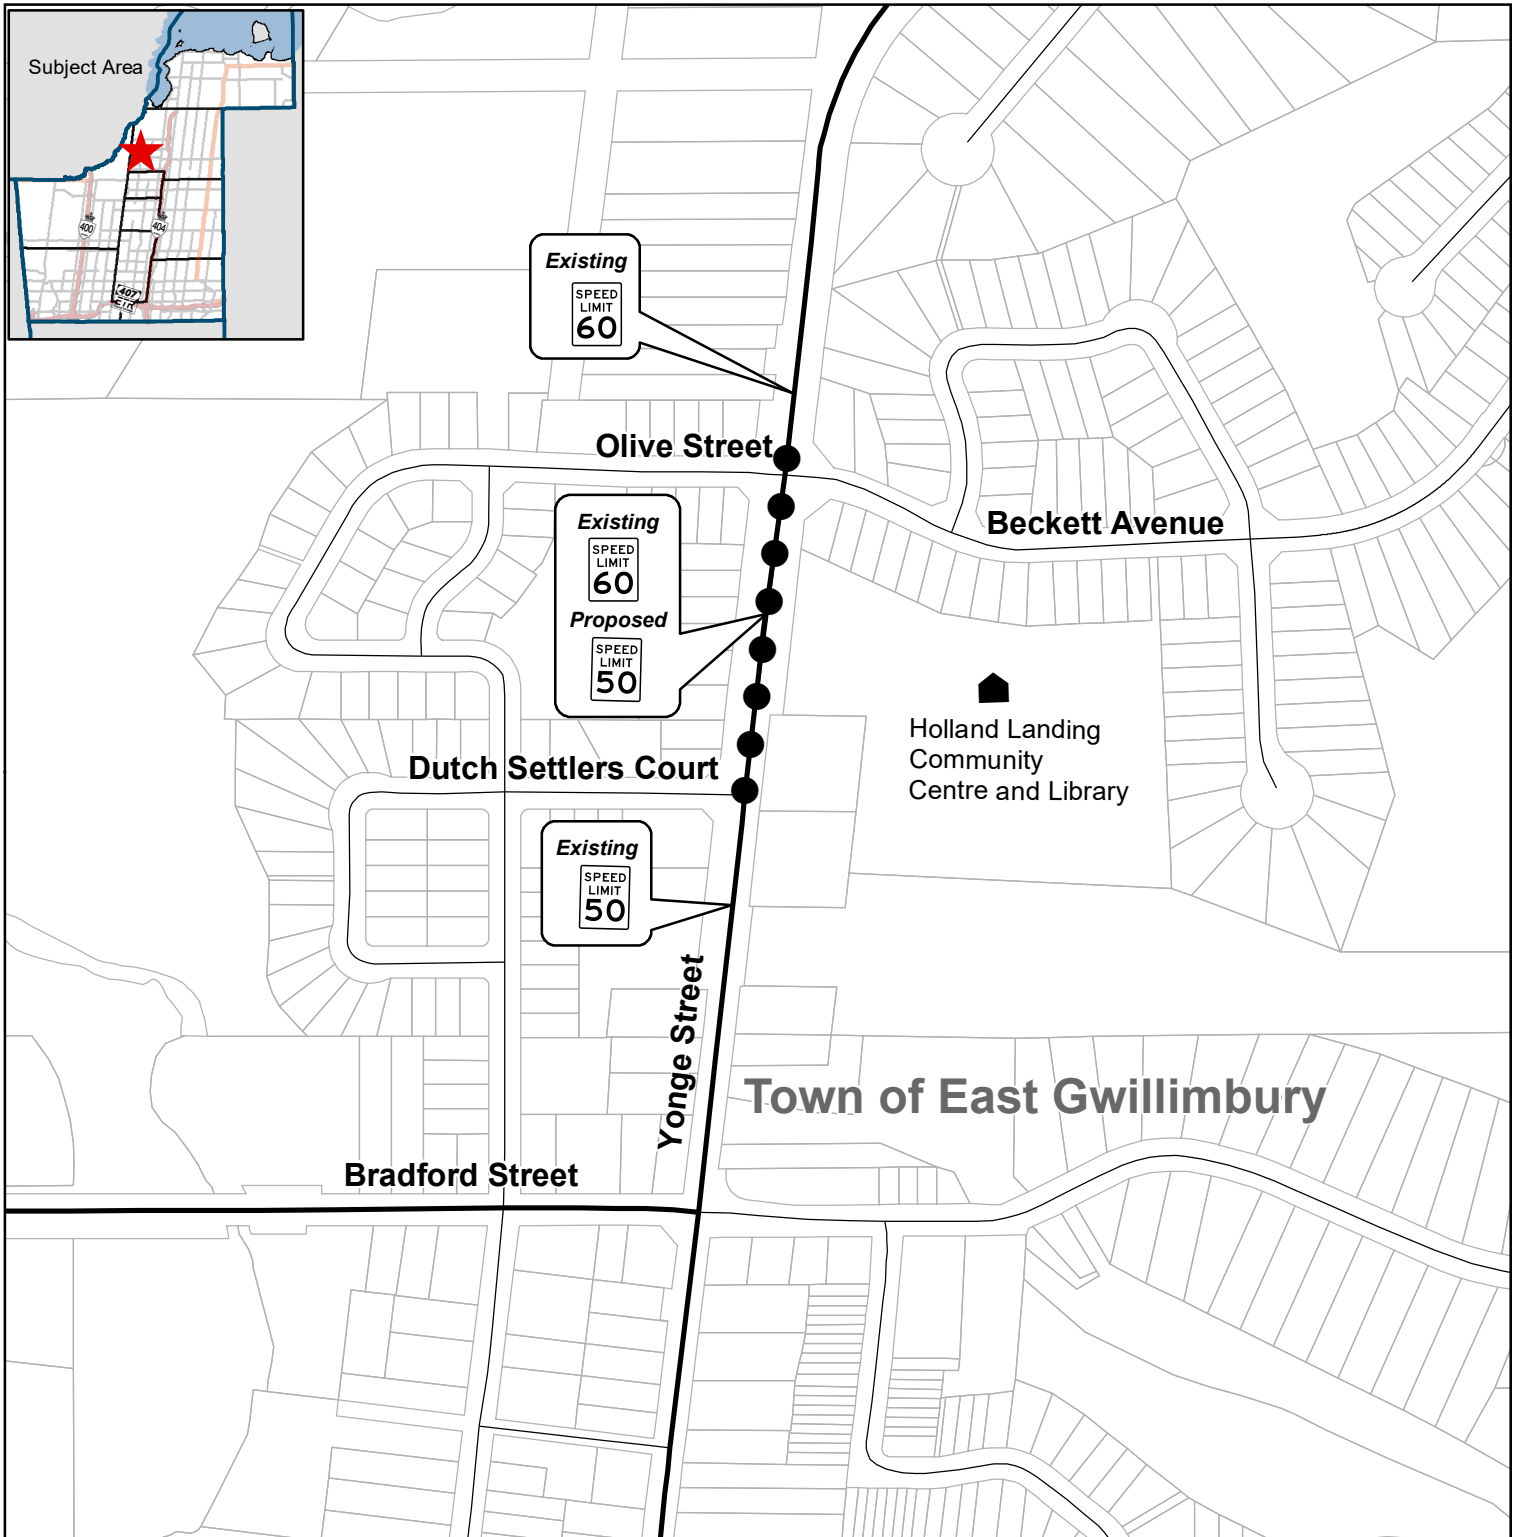 Subject Area
400
404
407
ETR
Existing
SPEED
LIMIT
60
Olive Street
Existing
SPEED
LIMIT
60
Proposed
SPEED
LIMIT
50
Beckett Avenue
Holland Landing
Community
Centre and Library
Dutch Settlers Court
Existing
SPEED
LIMIT
50
Yonge Street
Town of East Gwillimbury
Bradford Street